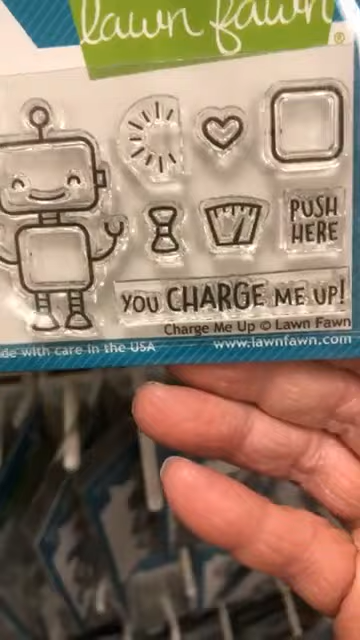 lawn fawn
®
PUSH
HERE
YOU CHARGE ME UP!
Charge Me Up © Lawn Fawn
de with care in the USA
www.lawnfawn.com